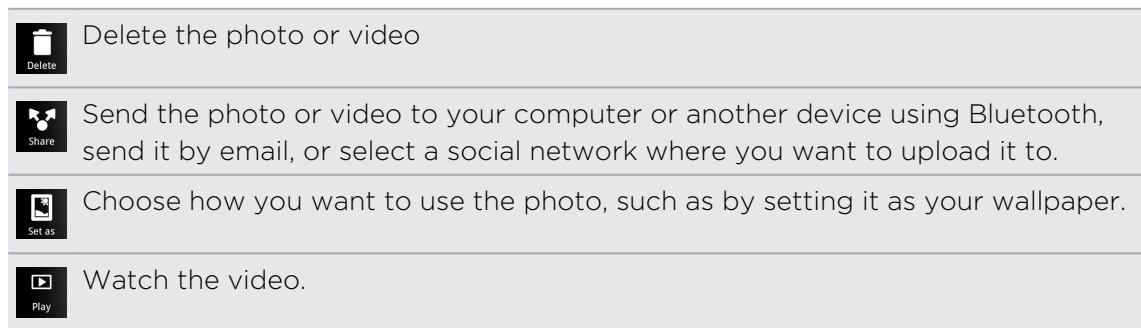 Delete the photo or video
Delete
Send the photo or video to your computer or another device using Bluetooth,
send it by email, or select a social network where you want to upload it to.
Share
Choose how you want to use the photo, such as by setting it as your wallpaper.
Set as
Watch the video.
Play